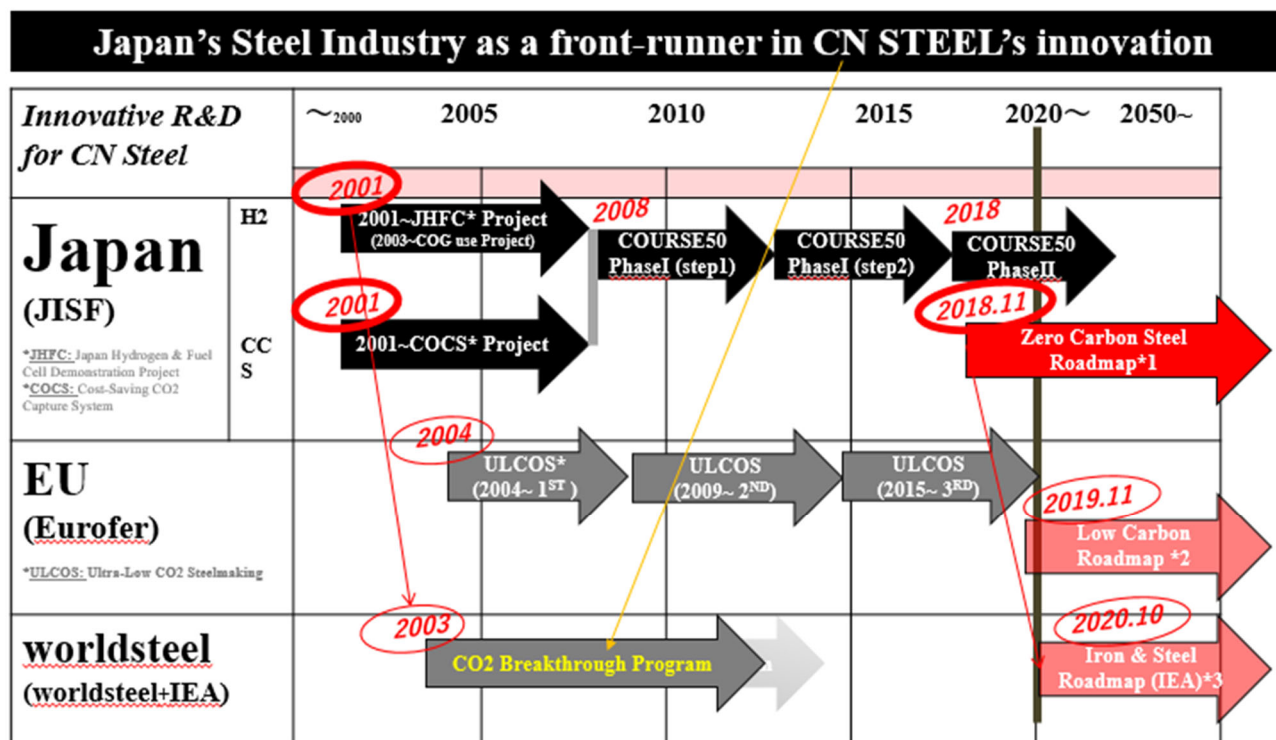 Japan's Steel Industry as a front-runner in CN STEEL's innovation
Innovative R&D
for CN Steel
～2000
2005
2010
2015
2020～
2050~
Japan
(JISF)
*JHFC: Japan Hydrogen & Fuel
Cell Demonstration Project
*COCS: Cost-Saving CO2
Capture System
H2
CC
S
2001
2001~JHFC* Project
(2003~COG use Project)
2008
COURSE50
PhaseI (step1)
COURSE50
PhaseI (step2)
2018
COURSE50
PhaseII
2001
2001~COCS* Project
2018.11
Zero Carbon Steel
Roadmap*1
EU
(Eurofer)
*ULCOS: Ultra-Low CO2 Steelmaking
2004
ULCOS*
(2004~ 1ST )
ULCOS
(2009~ 2ND)
ULCOS
(2015~ 3RD)
2019.11
Low Carbon
Roadmap *2
worldsteel
(worldsteel+IEA)
2003
CO2 Breakthrough Program
2020.10
Iron & Steel
Roadmap (IEA)*3